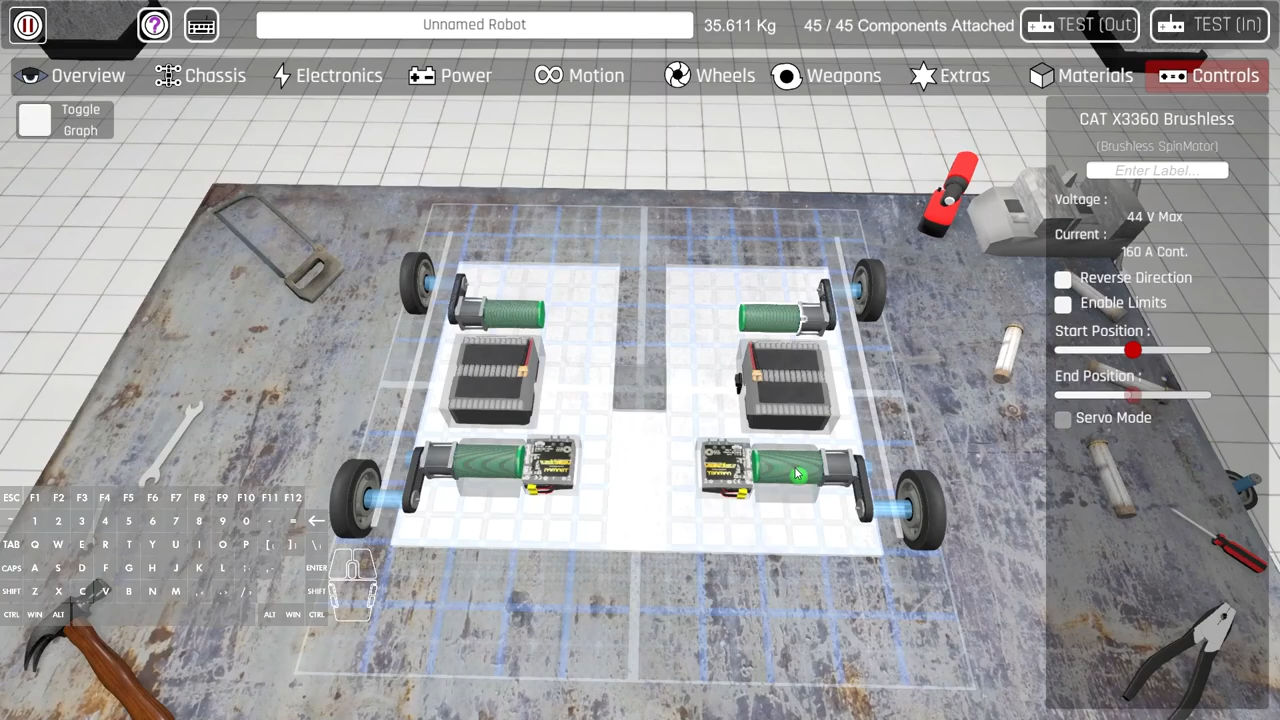 Unnamed Robot
35.611 Kg
45 / 45 Components Attached
TEST (Out)
TEST (In)
Overview
Chassis
Electronics
Power
Motion
Wheels
Weapons
Extras
Materials
Controls
Toggle
Graph
CAT X3360 Brushless
(Brushless SpinMotor)
Enter Label...
Voltage :
44 V Max
Current :
160 A Cont.
Reverse Direction
Enable Limits
Start Position :
End Position :
Servo Mode
ESC F1 F2 F3 F4 F5 F6 F7 F8 F9 F10 F11 F12
~ 1 2 3 4 5 6 7 8 9 0 - =
TAB Q W E R T Y U I O P [ ] \
CAPS A S D F G H J K L ; ENTER
SHIFT Z X C V B N M SHIFT
CTRL WIN ALT ALT WIN CTRL